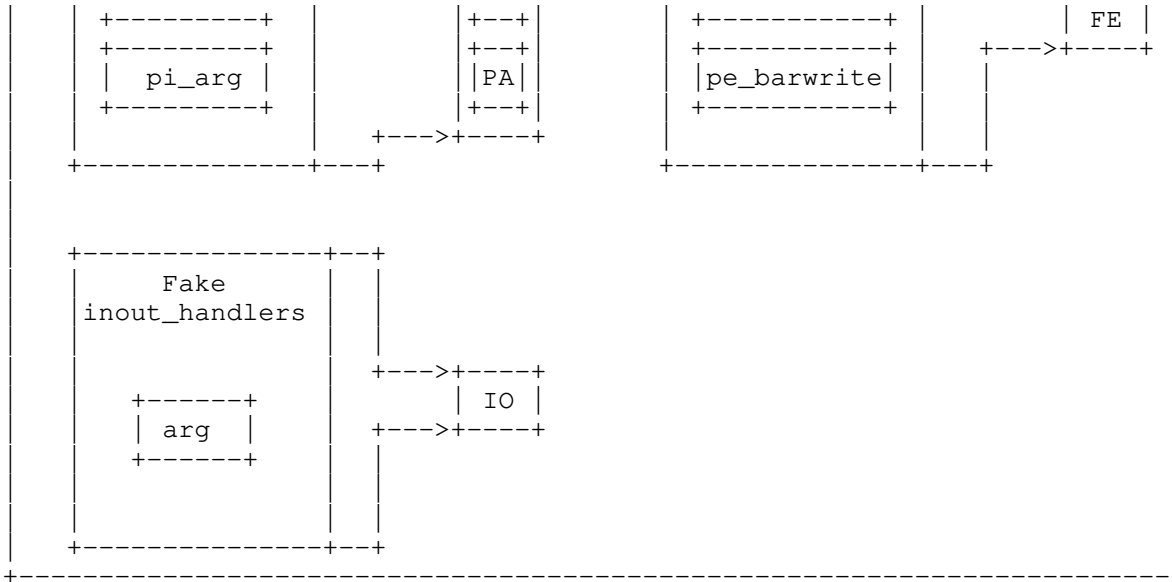 FE
pi_arg PA pe_barwrite
Fake
inout_handlers
IO
arg